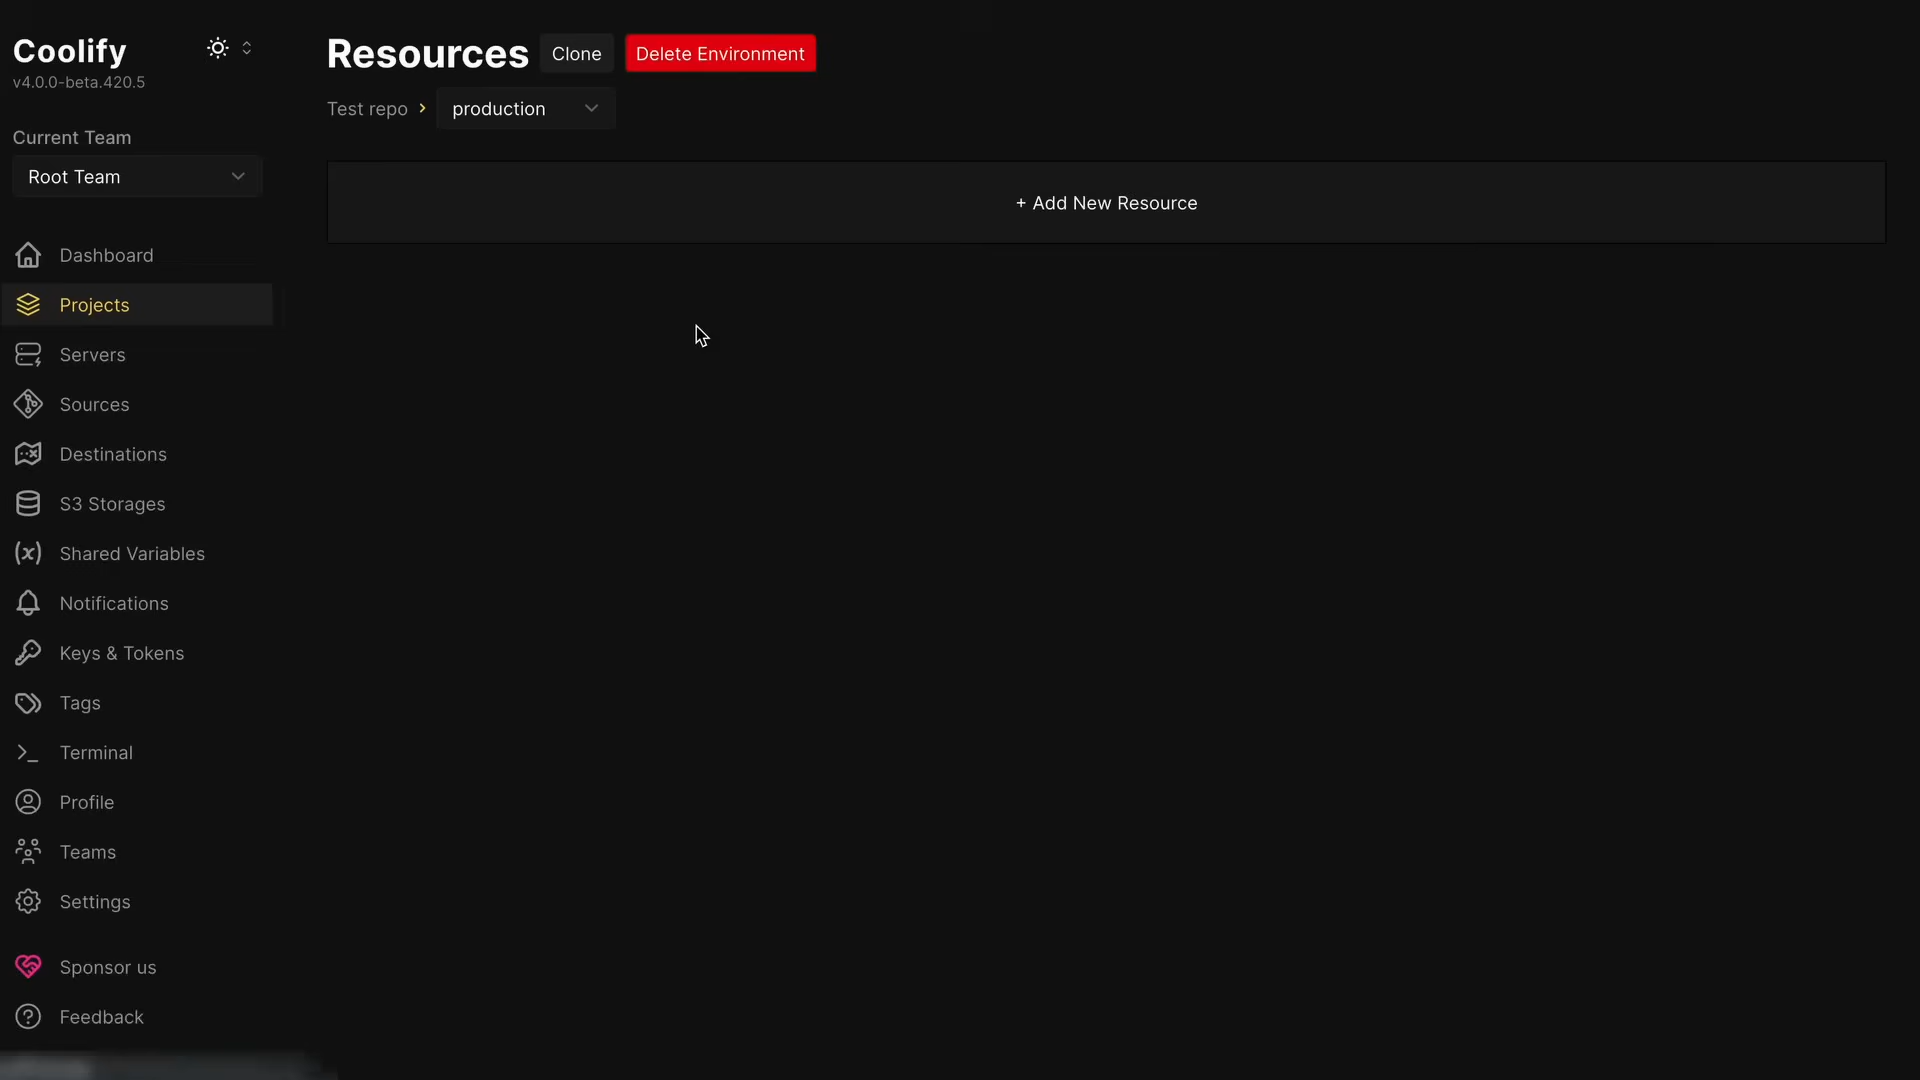 Coolify
v4.0.0-beta.420.5
Current Team
Root Team
Dashboard
Projects
Servers
Sources
Destinations
S3 Storages
Shared Variables
Notifications
Keys & Tokens
Tags
Terminal
Profile
Teams
Settings
Sponsor us
Feedback
Resources Clone Delete Environment
Test repo > production
+ Add New Resource